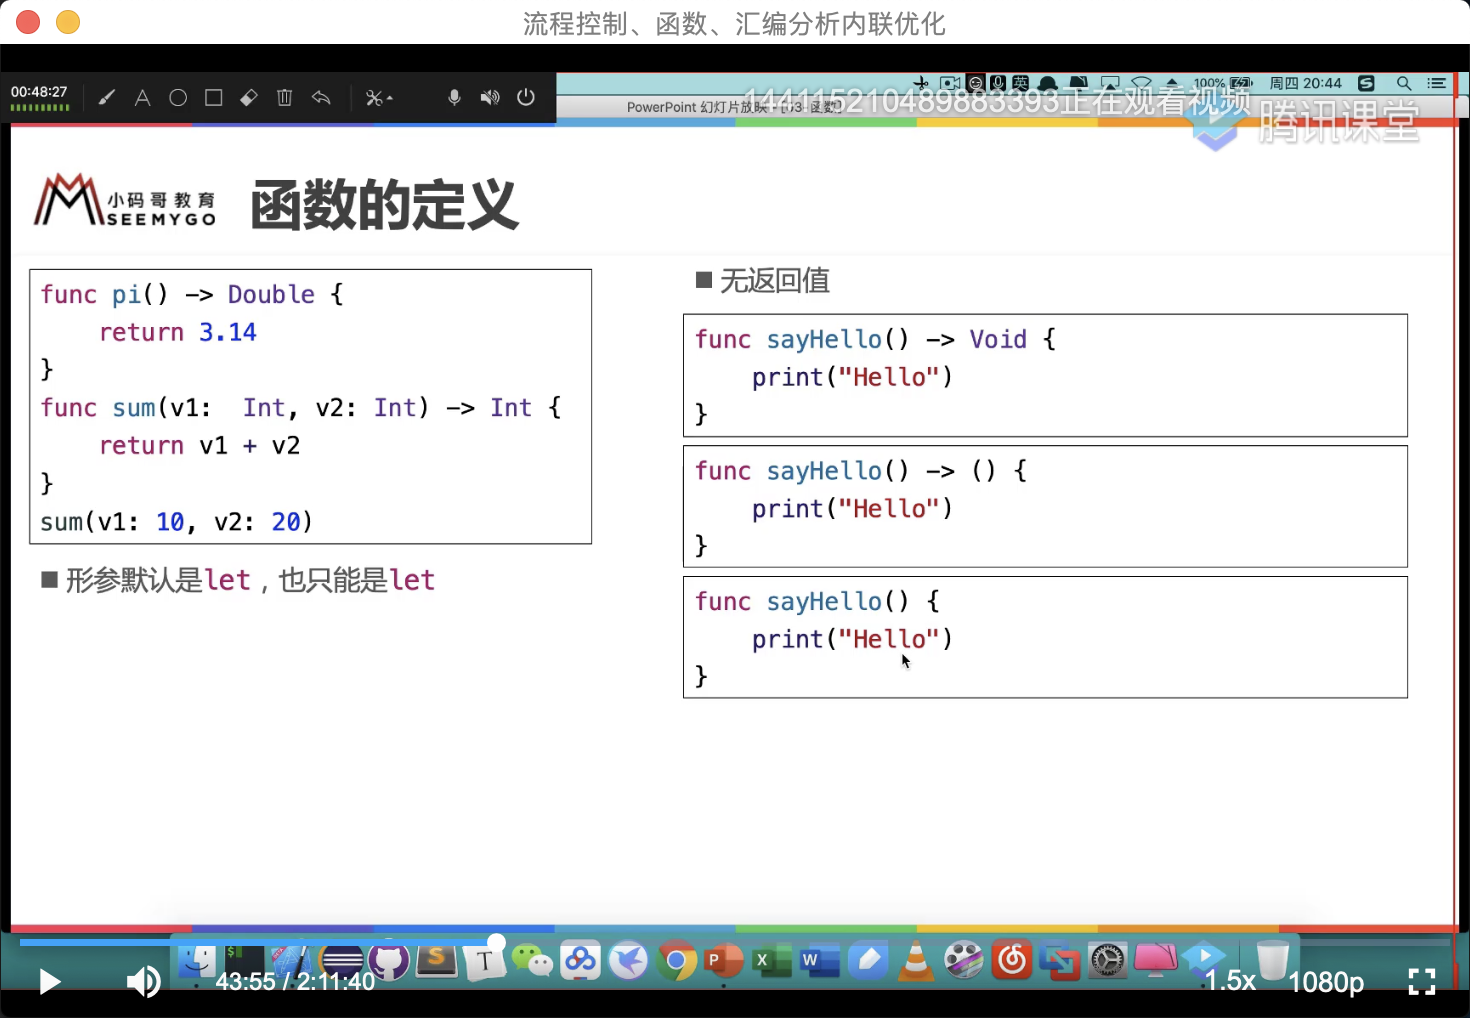 流程控制、函数、汇编分析内联优化
00:48:27
英
100%
周四 20:44
PowerPoint 幻灯片放映 - [03-函数]
144115210489883393正在观看视频
腾讯课堂
小码哥教育
SEEMYGO
函数的定义
func pi() -> Double {
return 3.14
}
func sum(v1:  Int, v2: Int) -> Int {
return v1 + v2
}
sum(v1: 10, v2: 20)
形参默认是let，也只能是let
无返回值
func sayHello() -> Void {
print("Hello")
}
func sayHello() -> () {
print("Hello")
}
func sayHello() {
print("Hello")
}
43:55 / 2:11:40
1.5x
1080p